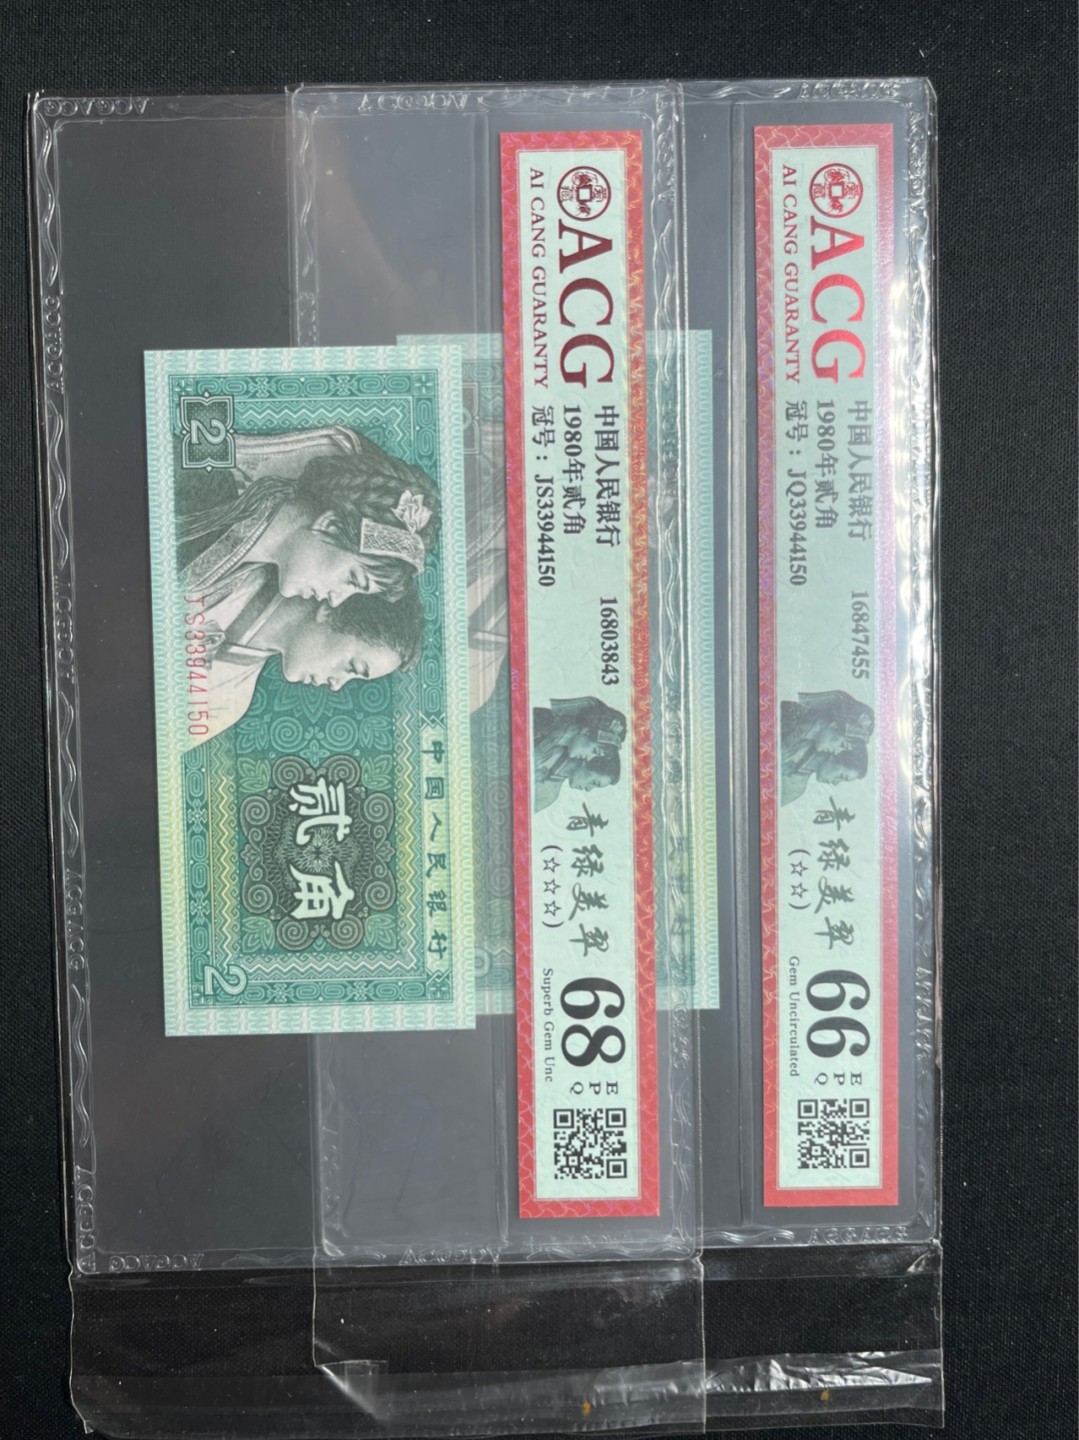 ACG
AI CANG GUARANTY
中国人民银行 16803843
1980年贰角
冠号：JS33944150
青绿美翠
(☆☆☆)
68 EPQ
Superb Gem Unc
ACG
AI CANG GUARANTY
中国人民银行 16847455
1980年贰角
冠号：JQ33944150
青绿美翠
(☆☆)
66 EPQ
Gem Uncirculated
中国人民银行
2
贰角
JS33944150
2